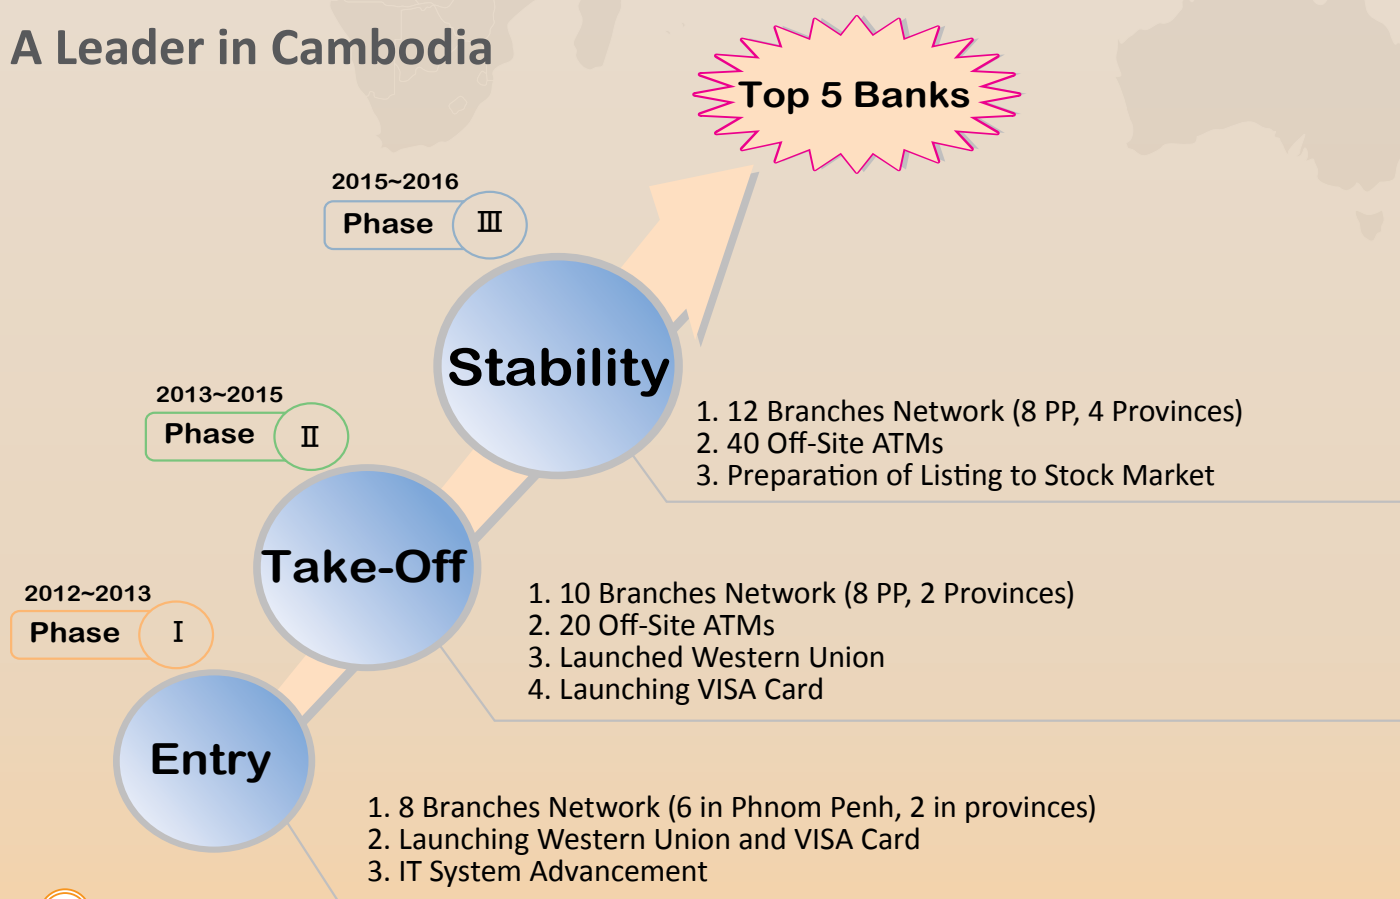 A Leader in Cambodia
Top 5 Banks
2015~2016
Phase Ⅲ
Stability
1. 12 Branches Network (8 PP, 4 Provinces)
2. 40 Off-Site ATMs
3. Preparation of Listing to Stock Market
2013~2015
Phase Ⅱ
Take-Off
1. 10 Branches Network (8 PP, 2 Provinces)
2. 20 Off-Site ATMs
3. Launched Western Union
4. Launching VISA Card
2012~2013
Phase Ⅰ
Entry
1. 8 Branches Network (6 in Phnom Penh, 2 in provinces)
2. Launching Western Union and VISA Card
3. IT System Advancement